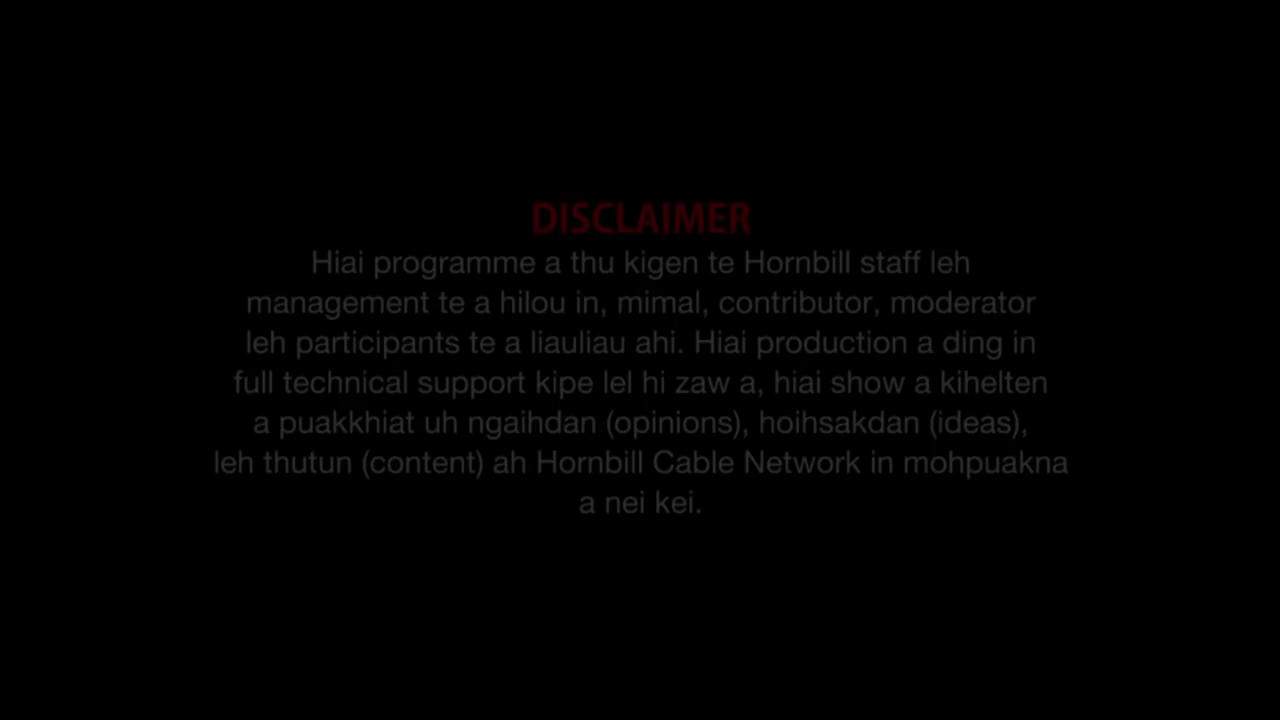 DISCLAIMER
Hiai programme a thu kigen te Hornbill staff leh
management te a hilou in, mimal, contributor, moderator
leh participants te a liauliau ahi. Hiai production a ding in
full technical support kipe lel hi zaw a, hiai show a kihelten
a puakkhiat uh ngaihdan (opinions), hoihsakdan (ideas),
leh thutun (content) ah Hornbill Cable Network in mohpuakna
a nei kei.